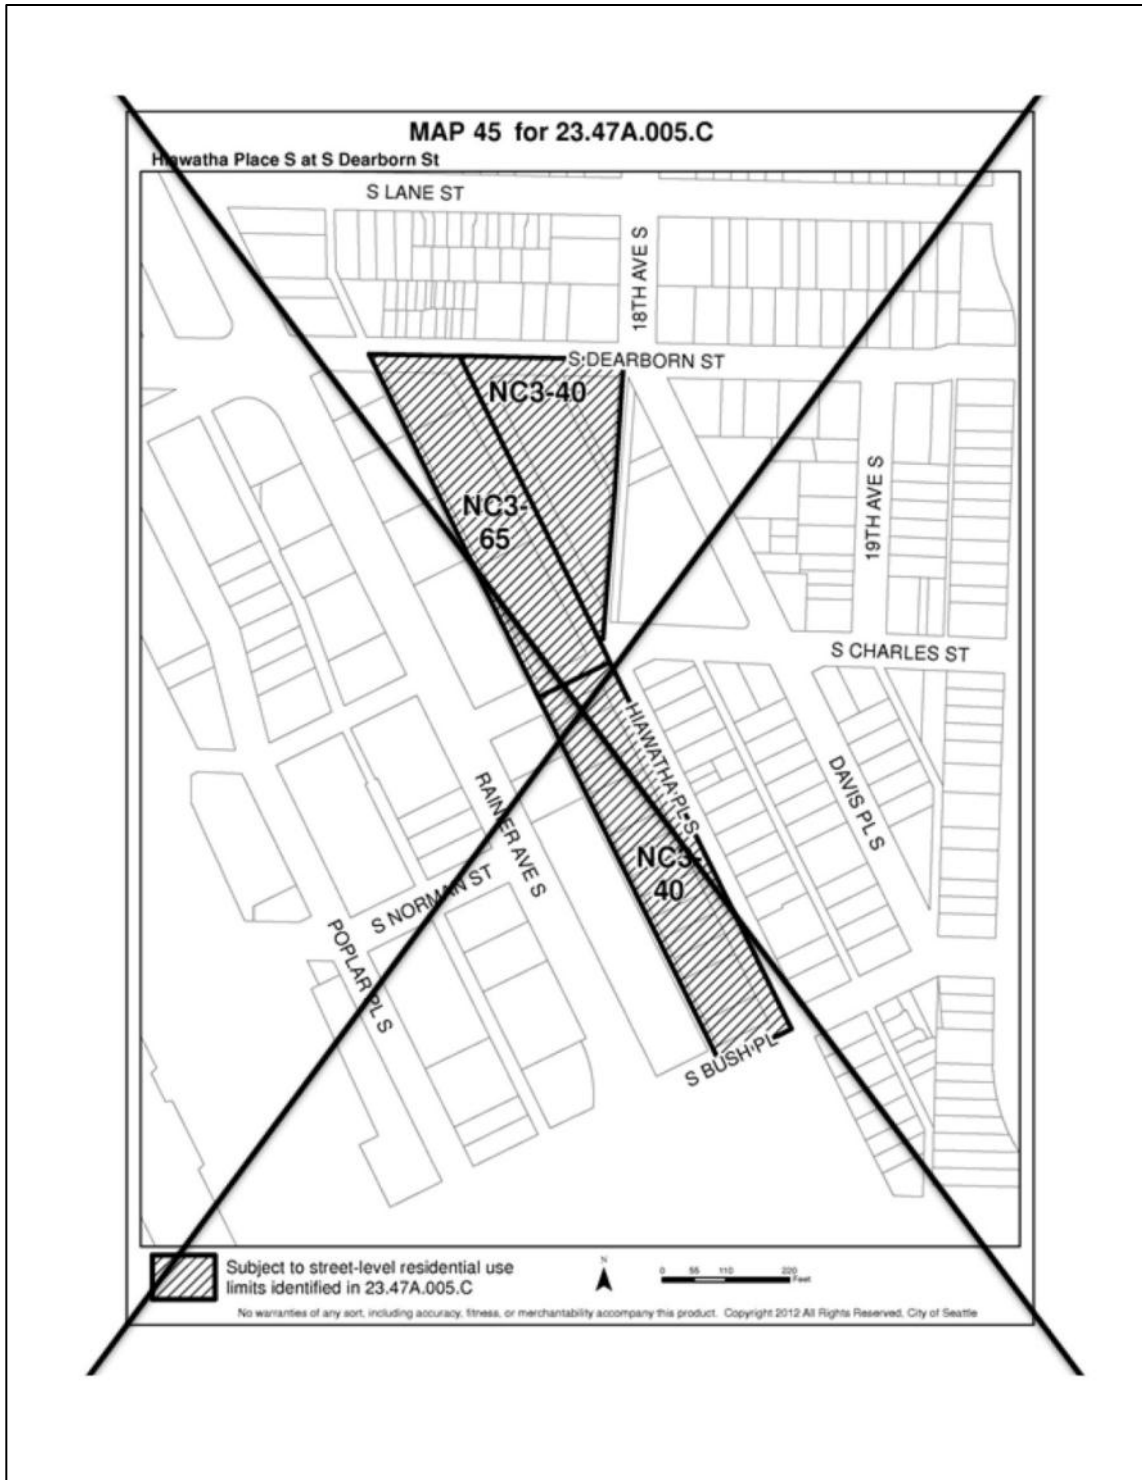 MAP 45 for 23.47A.005.C
Hiawatha Place S at S Dearborn St
S LANE ST
18TH AVE S
S DEARBORN ST
NC3-40
19TH AVE S
NC3-
65
S CHARLES ST
HIAWATHA PL S
DAVIS PL S
RAINIER AVE S
NC3-
40
S NORMAN ST
POPLAR PL S
S BUSH PL
Subject to street-level residential use
limits identified in 23.47A.005.C
N
0 55 110 220
Feet
No warranties of any sort, including accuracy, fitness, or merchantability accompany this product. Copyright 2012 All Rights Reserved, City of Seattle